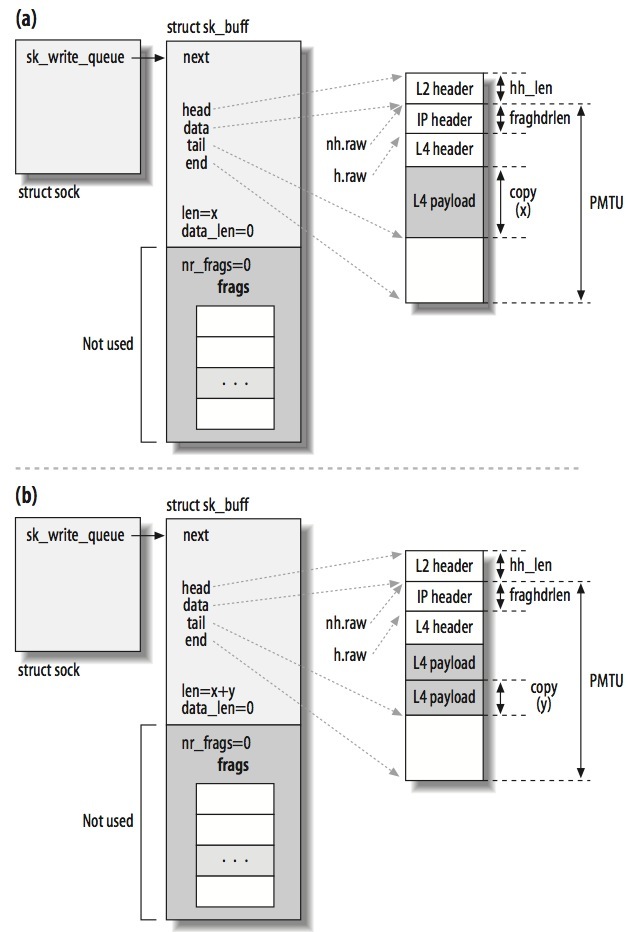 (a)
struct sk_buff
sk_write_queue
next
head
data
tail
end
struct sock
len=x
data_len=0
nr_frags=0
frags
. . .
Not used
L2 header
hh_len
IP header
fraghdrlen
nh.raw
L4 header
h.raw
L4 payload
copy
(x)
PMTU
(b)
struct sk_buff
sk_write_queue
next
head
data
tail
end
struct sock
len=x+y
data_len=0
nr_frags=0
frags
. . .
Not used
L2 header
hh_len
IP header
fraghdrlen
nh.raw
L4 header
h.raw
L4 payload
L4 payload
copy
(y)
PMTU